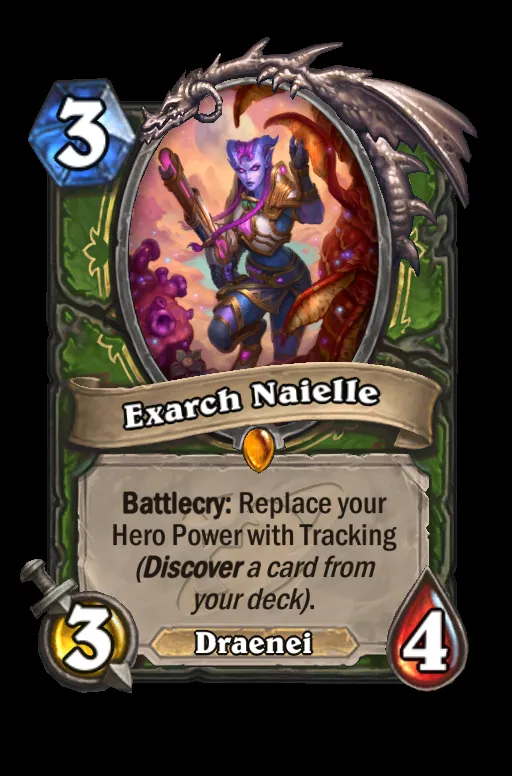 3
Exarch Naielle
Battlecry: Replace your
Hero Power with Tracking
(Discover a card from
your deck).
3
Draenei
4